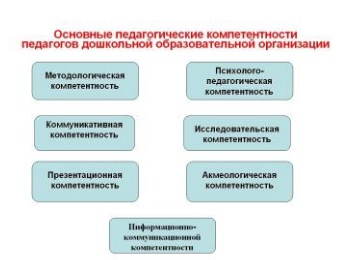 Основные педагогические компетентности
педагогов дошкольной образовательной организации
Методологическая
компетентность
Психолого-
педагогическая
компетентность
Коммуникативная
компетентность
Исследовательская
компетентность
Презентационная
компетентность
Акмеологическая
компетентность
Информационно-
коммуникационной
компетентности